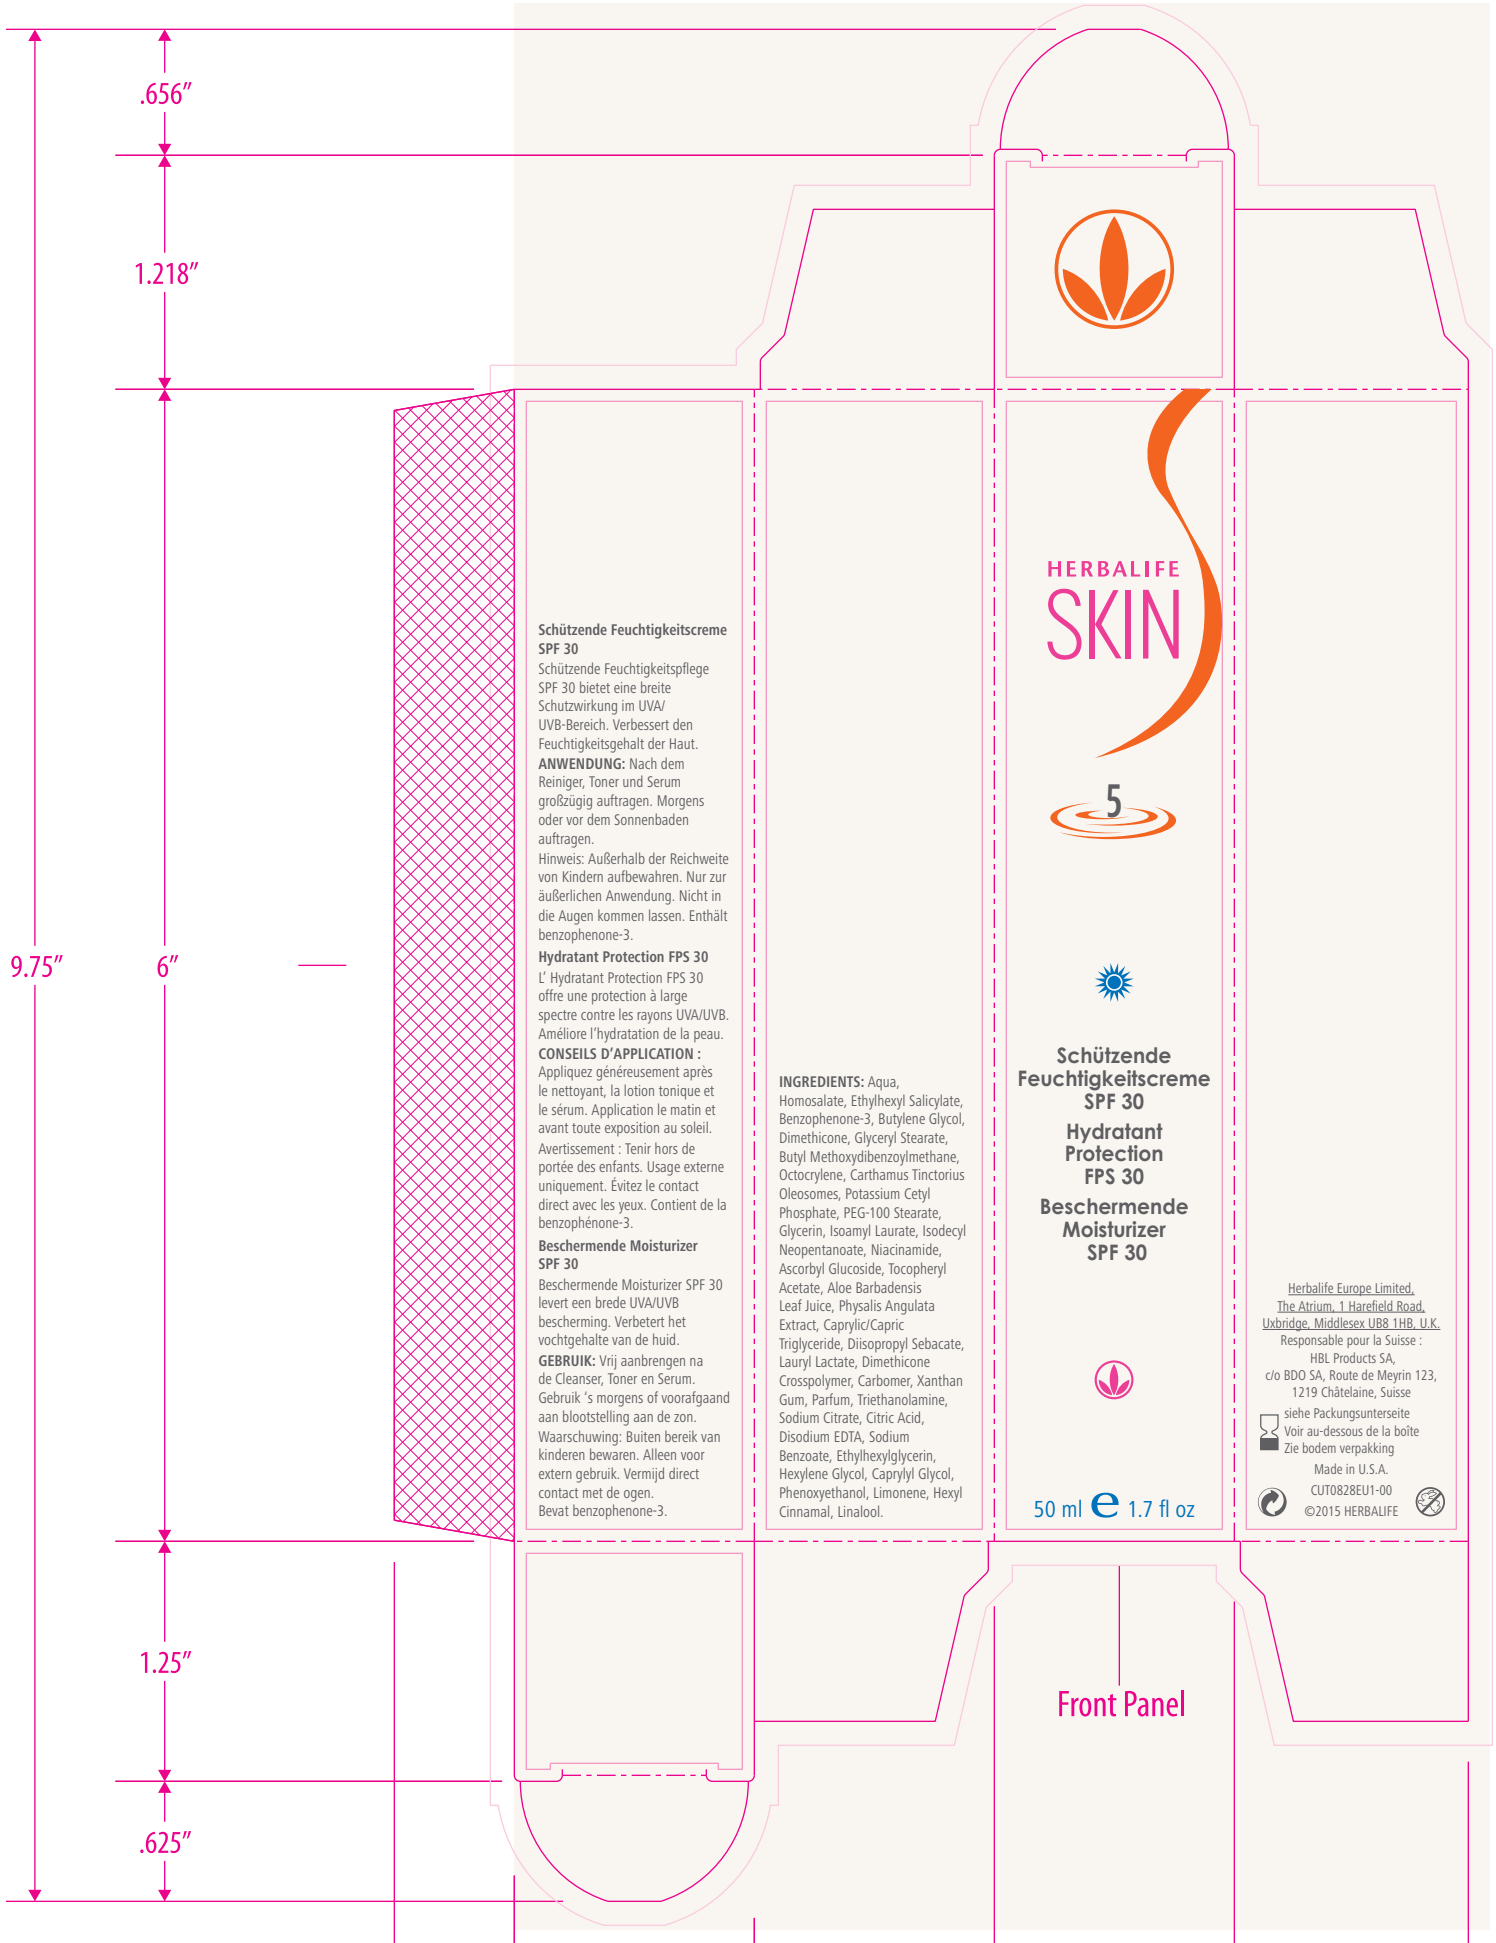 .656″
1.218″
9.75″
6″
1.25″
.625″
Schützende Feuchtigkeitscreme
SPF 30
Schützende Feuchtigkeitspflege
SPF 30 bietet eine breite
Schutzwirkung im UVA/
UVB-Bereich. Verbessert den
Feuchtigkeitsgehalt der Haut.
ANWENDUNG: Nach dem
Reiniger, Toner und Serum
großzügig auftragen. Morgens
oder vor dem Sonnenbaden
auftragen.
Hinweis: Außerhalb der Reichweite
von Kindern aufbewahren. Nur zur
äußerlichen Anwendung. Nicht in
die Augen kommen lassen. Enthält
benzophenone-3.
Hydratant Protection FPS 30
L’ Hydratant Protection FPS 30
offre une protection à large
spectre contre les rayons UVA/UVB.
Améliore l’hydratation de la peau.
CONSEILS D’APPLICATION :
Appliquez généreusement après
le nettoyant, la lotion tonique et
le sérum. Application le matin et
avant toute exposition au soleil.
Avertissement : Tenir hors de
portée des enfants. Usage externe
uniquement. Évitez le contact
direct avec les yeux. Contient de la
benzophénone-3.
Beschermende Moisturizer
SPF 30
Beschermende Moisturizer SPF 30
levert een brede UVA/UVB
bescherming. Verbetert het
vochtgehalte van de huid.
GEBRUIK: Vrij aanbrengen na
de Cleanser, Toner en Serum.
Gebruik ‘s morgens of voorafgaand
aan blootstelling aan de zon.
Waarschuwing: Buiten bereik van
kinderen bewaren. Alleen voor
extern gebruik. Vermijd direct
contact met de ogen.
Bevat benzophenone-3.
INGREDIENTS: Aqua,
Homosalate, Ethylhexyl Salicylate,
Benzophenone-3, Butylene Glycol,
Dimethicone, Glyceryl Stearate,
Butyl Methoxydibenzoylmethane,
Octocrylene, Carthamus Tinctorius
Oleosomes, Potassium Cetyl
Phosphate, PEG-100 Stearate,
Glycerin, Isoamyl Laurate, Isodecyl
Neopentanoate, Niacinamide,
Ascorbyl Glucoside, Tocopheryl
Acetate, Aloe Barbadensis
Leaf Juice, Physalis Angulata
Extract, Caprylic/Capric
Triglyceride, Diisopropyl Sebacate,
Lauryl Lactate, Dimethicone
Crosspolymer, Carbomer, Xanthan
Gum, Parfum, Triethanolamine,
Sodium Citrate, Citric Acid,
Disodium EDTA, Sodium
Benzoate, Ethylhexylglycerin,
Hexylene Glycol, Caprylyl Glycol,
Phenoxyethanol, Limonene, Hexyl
Cinnamal, Linalool.
HERBALIFE
SKIN
5
Schützende
Feuchtigkeitscreme
SPF 30
Hydratant
Protection
FPS 30
Beschermende
Moisturizer
SPF 30
50 ml e 1.7 fl oz
Front Panel
Herbalife Europe Limited,
The Atrium, 1 Harefield Road,
Uxbridge, Middlesex UB8 1HB, U.K.
Responsable pour la Suisse :
HBL Products SA,
c/o BDO SA, Route de Meyrin 123,
1219 Châtelaine, Suisse
siehe Packungsunterseite
Voir au-dessous de la boîte
Zie bodem verpakking
Made in U.S.A.
CUT0828EU1-00
©2015 HERBALIFE